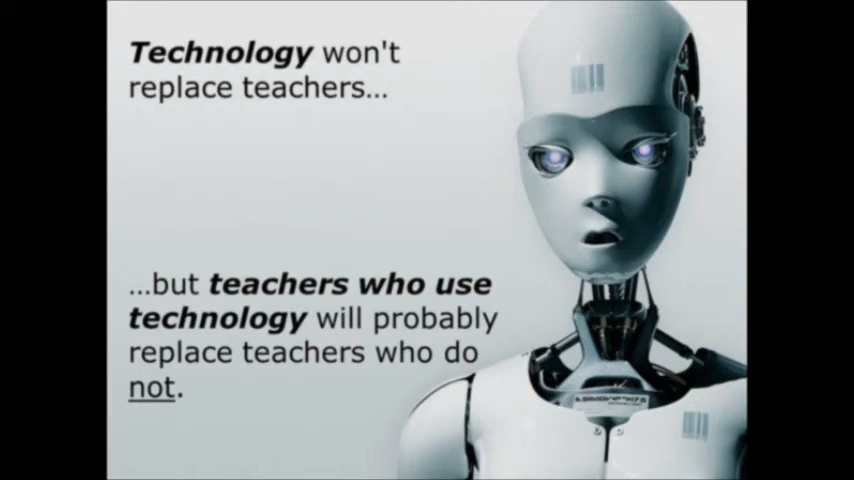 Technology won't
replace teachers...
...but teachers who use
technology will probably
replace teachers who do
not.